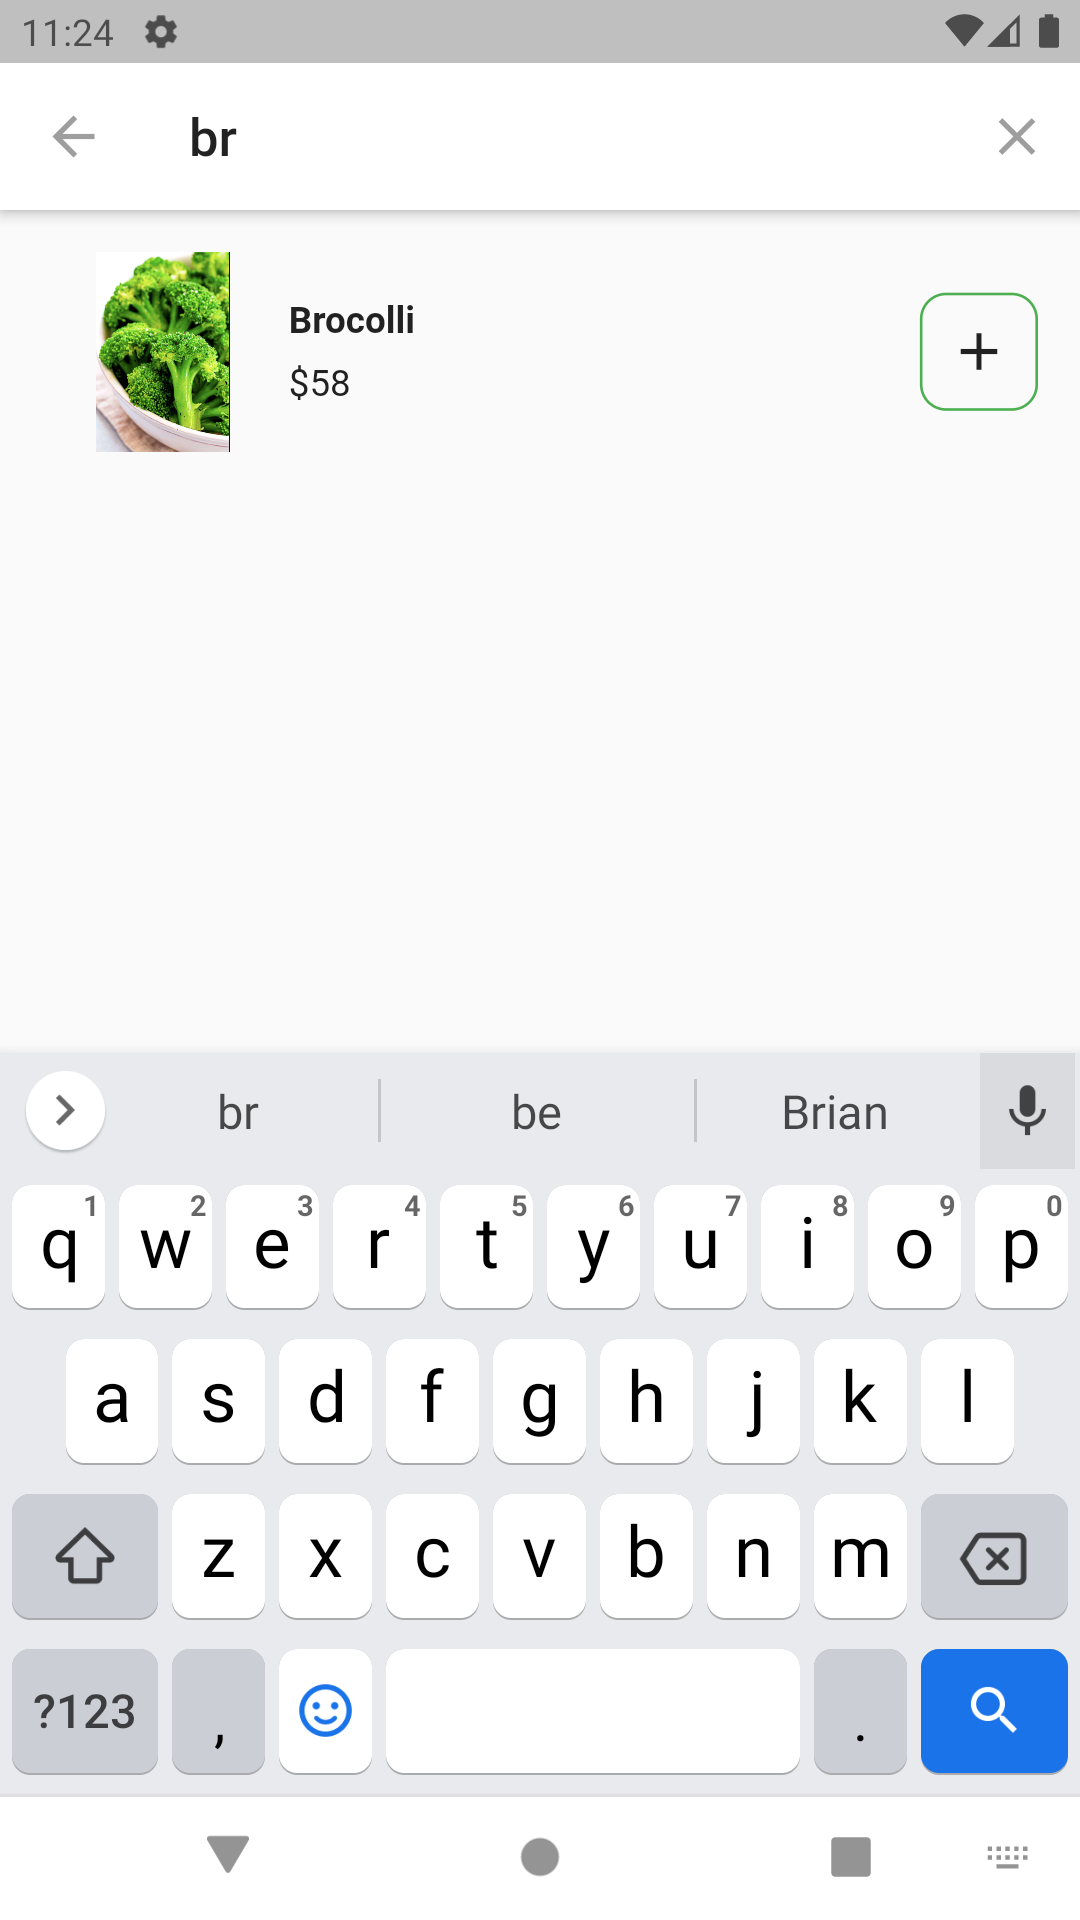 11:24
br
Brocolli
$58
br be Brian
q1 w2 e3 r4 t5 y6 u7 i8 o9 p0
a s d f g h j k l
z x c v b n m
?123 , .